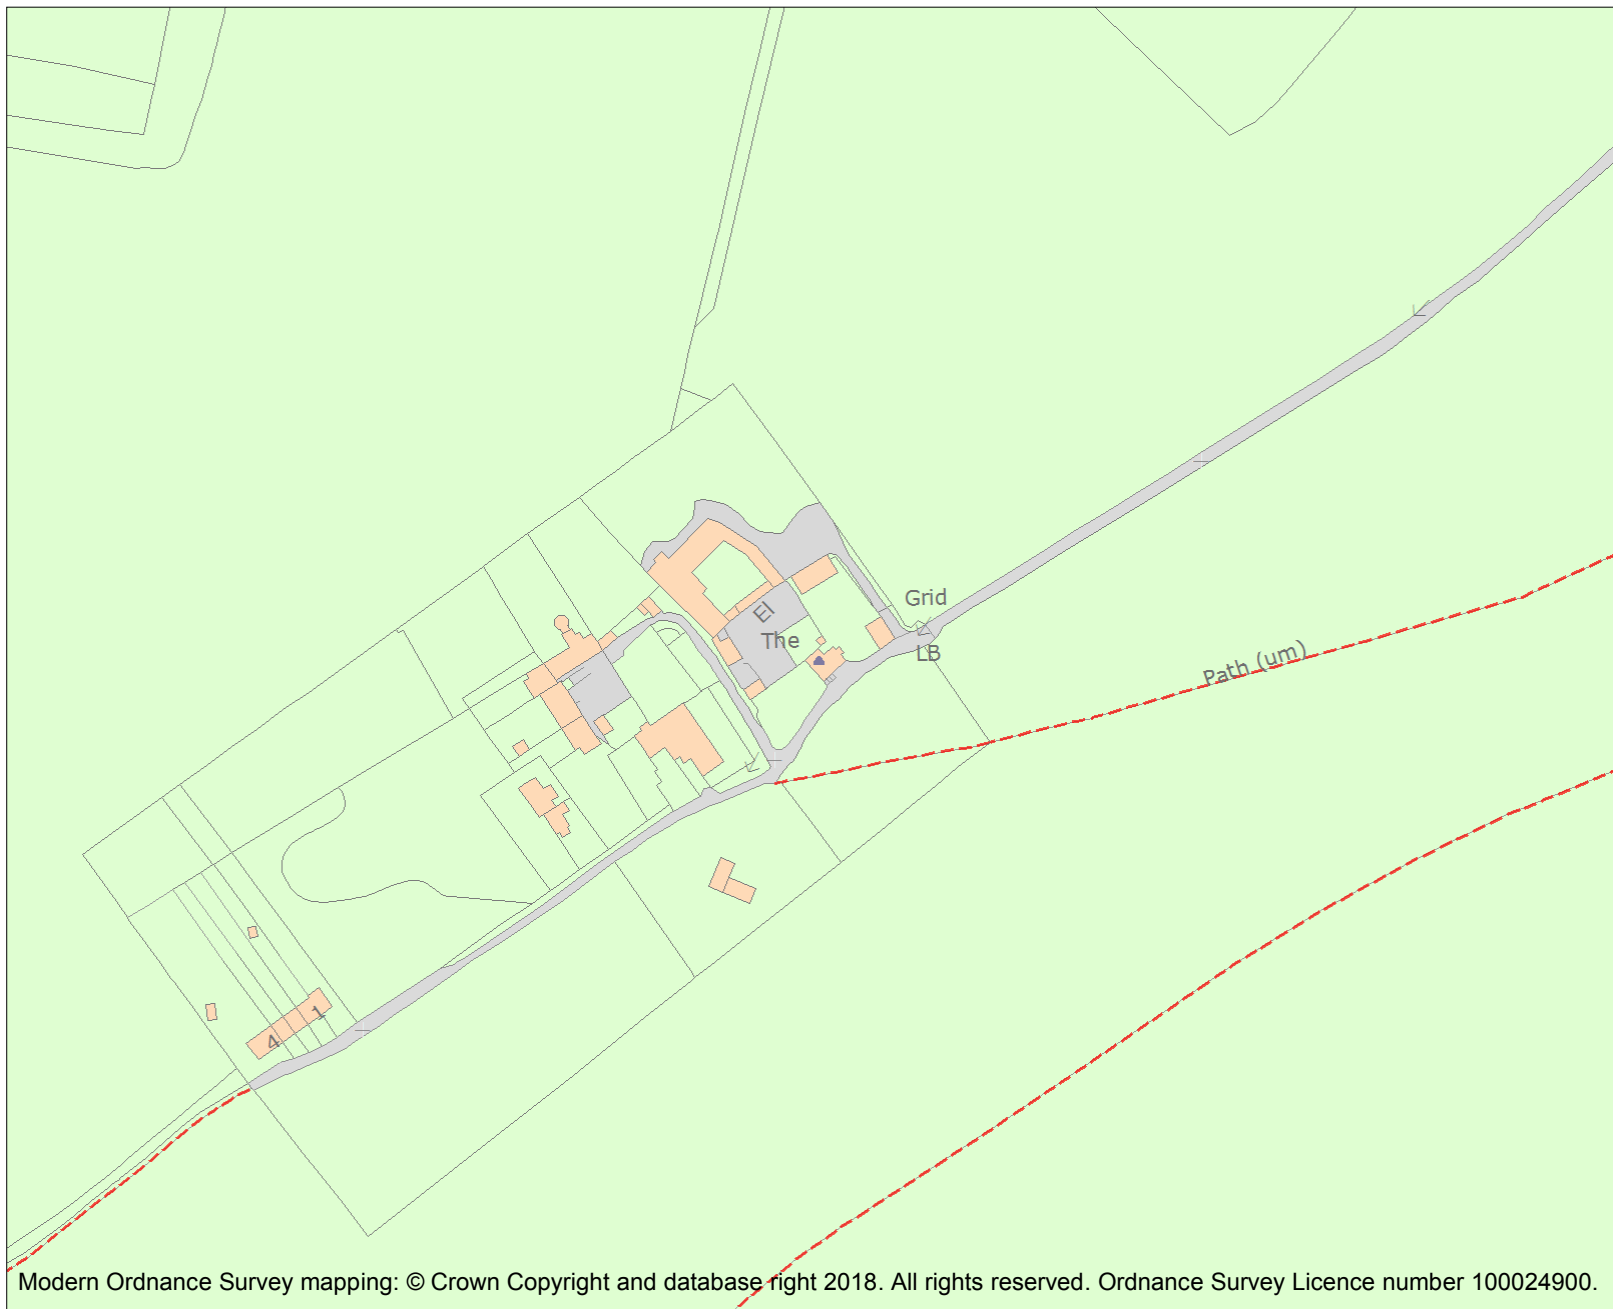 Grid
El
The
LB
Path (um)
1
4
Modern Ordnance Survey mapping: © Crown Copyright and database right 2018. All rights reserved. Ordnance Survey Licence number 100024900.